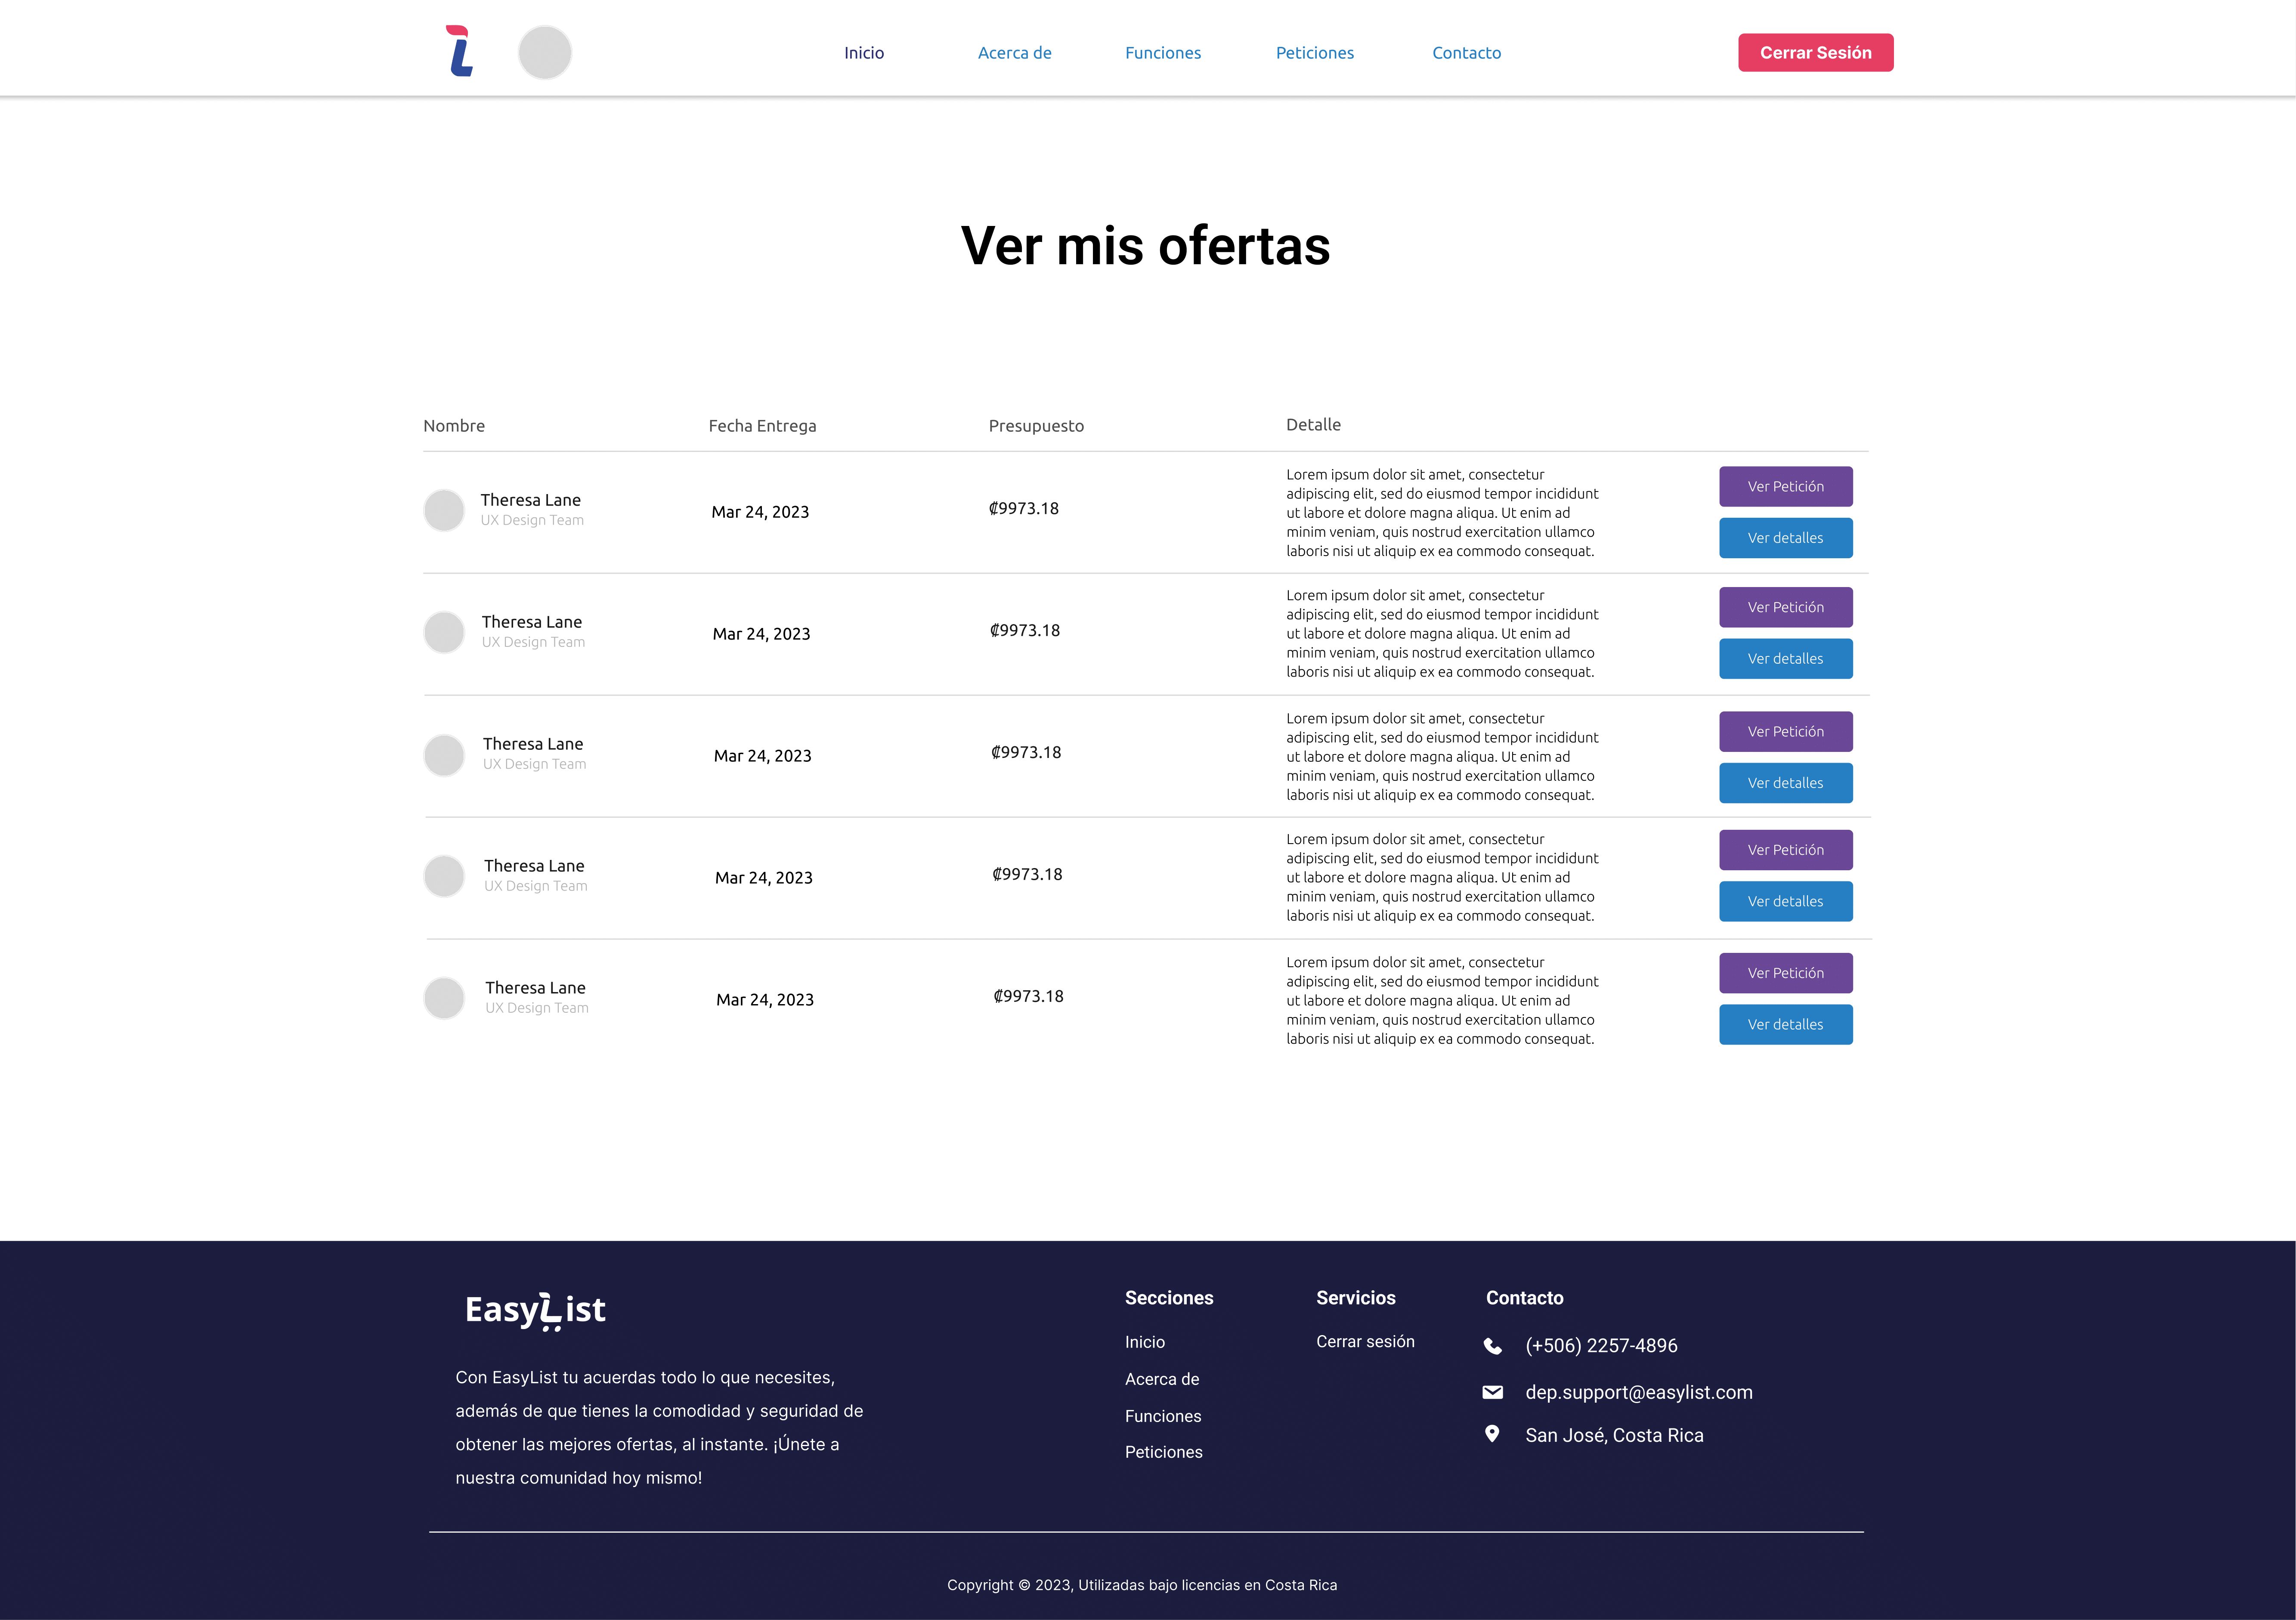 Inicio Acerca de Funciones Peticiones Contacto Cerrar Sesión
Ver mis ofertas
Nombre Fecha Entrega Presupuesto Detalle
Theresa Lane
UX Design Team
Mar 24, 2023
₡9973.18
Lorem ipsum dolor sit amet, consectetur
adipiscing elit, sed do eiusmod tempor incididunt
ut labore et dolore magna aliqua. Ut enim ad
minim veniam, quis nostrud exercitation ullamco
laboris nisi ut aliquip ex ea commodo consequat.
Ver Petición
Ver detalles
Theresa Lane
UX Design Team
Mar 24, 2023
₡9973.18
Lorem ipsum dolor sit amet, consectetur
adipiscing elit, sed do eiusmod tempor incididunt
ut labore et dolore magna aliqua. Ut enim ad
minim veniam, quis nostrud exercitation ullamco
laboris nisi ut aliquip ex ea commodo consequat.
Ver Petición
Ver detalles
Theresa Lane
UX Design Team
Mar 24, 2023
₡9973.18
Lorem ipsum dolor sit amet, consectetur
adipiscing elit, sed do eiusmod tempor incididunt
ut labore et dolore magna aliqua. Ut enim ad
minim veniam, quis nostrud exercitation ullamco
laboris nisi ut aliquip ex ea commodo consequat.
Ver Petición
Ver detalles
Theresa Lane
UX Design Team
Mar 24, 2023
₡9973.18
Lorem ipsum dolor sit amet, consectetur
adipiscing elit, sed do eiusmod tempor incididunt
ut labore et dolore magna aliqua. Ut enim ad
minim veniam, quis nostrud exercitation ullamco
laboris nisi ut aliquip ex ea commodo consequat.
Ver Petición
Ver detalles
Theresa Lane
UX Design Team
Mar 24, 2023
₡9973.18
Lorem ipsum dolor sit amet, consectetur
adipiscing elit, sed do eiusmod tempor incididunt
ut labore et dolore magna aliqua. Ut enim ad
minim veniam, quis nostrud exercitation ullamco
laboris nisi ut aliquip ex ea commodo consequat.
Ver Petición
Ver detalles
EasyList
Con EasyList tu acuerdas todo lo que necesites,
además de que tienes la comodidad y seguridad de
obtener las mejores ofertas, al instante. ¡Únete a
nuestra comunidad hoy mismo!
Secciones
Inicio
Acerca de
Funciones
Peticiones
Servicios
Cerrar sesión
Contacto
(+506) 2257-4896
dep.support@easylist.com
San José, Costa Rica
Copyright © 2023, Utilizadas bajo licencias en Costa Rica